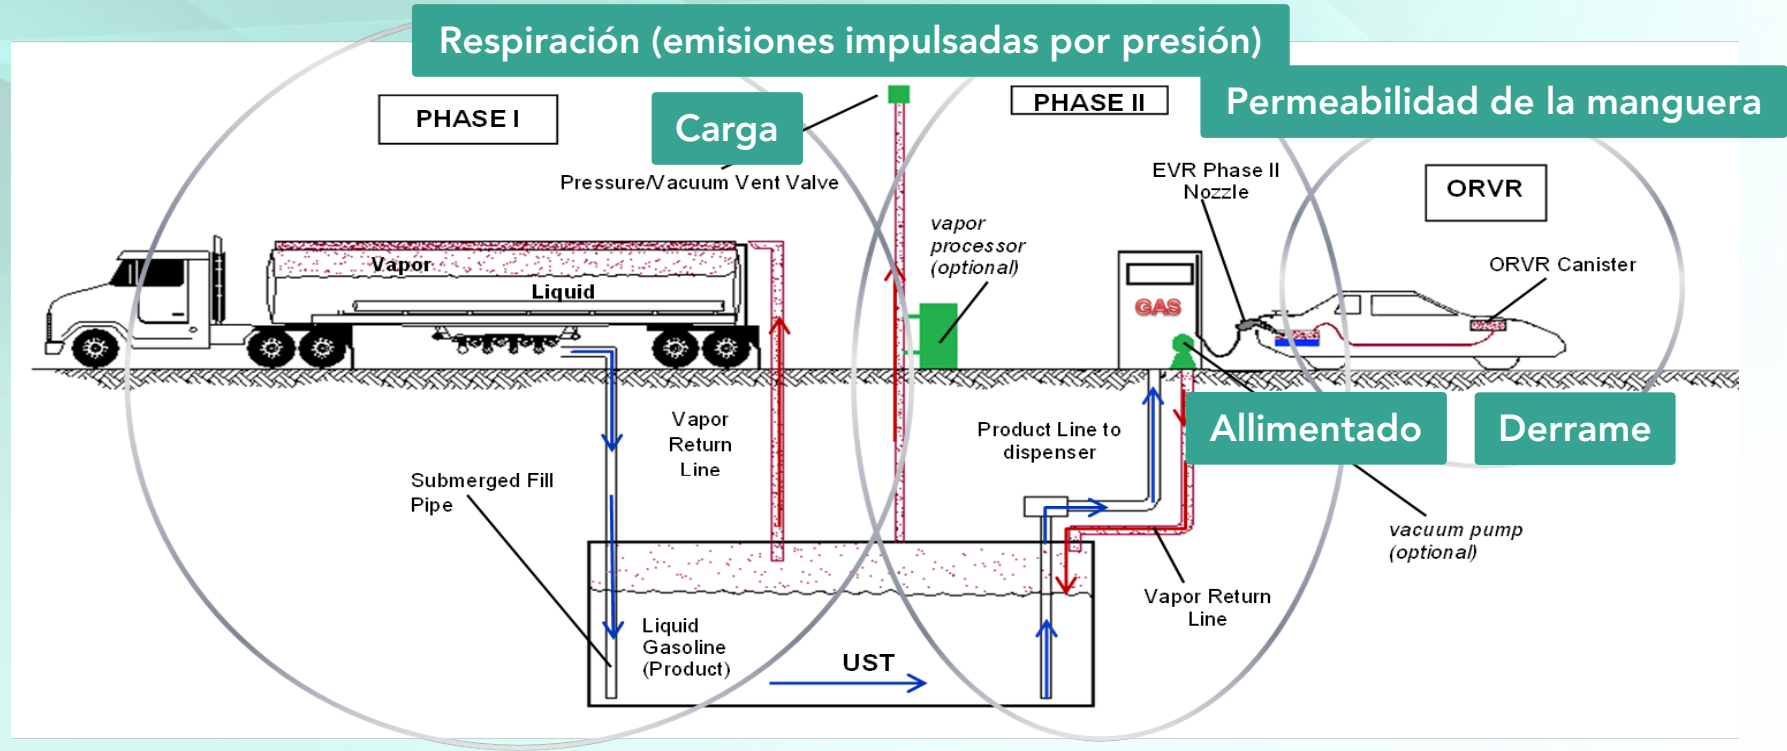 Respiración (emisiones impulsadas por presión)
Permeabilidad de la manguera
PHASE I
Carga
PHASE II
Pressure/Vacuum Vent Valve
EVR Phase II
Nozzle
ORVR
vapor
processor
(optional)
ORVR Canister
Vapor
Liquid
GAS
Vapor
Return
Line
Product Line to
dispenser
Allimentado
Derrame
Submerged Fill
Pipe
vacuum pump
(optional)
Vapor Return
Line
Liquid
Gasoline
(Product)
UST